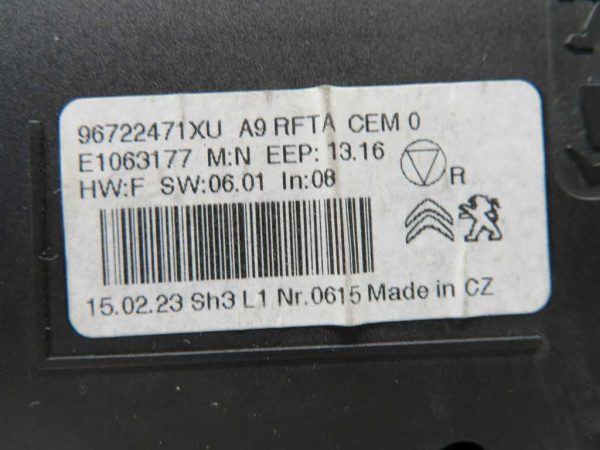 96722471XU A9 RFTA CEM 0
E1063177 M:N EEP: 13.16
HW:F SW:06.01 In:08
R
15.02.23 Sh3 L1 Nr.0615 Made in CZ